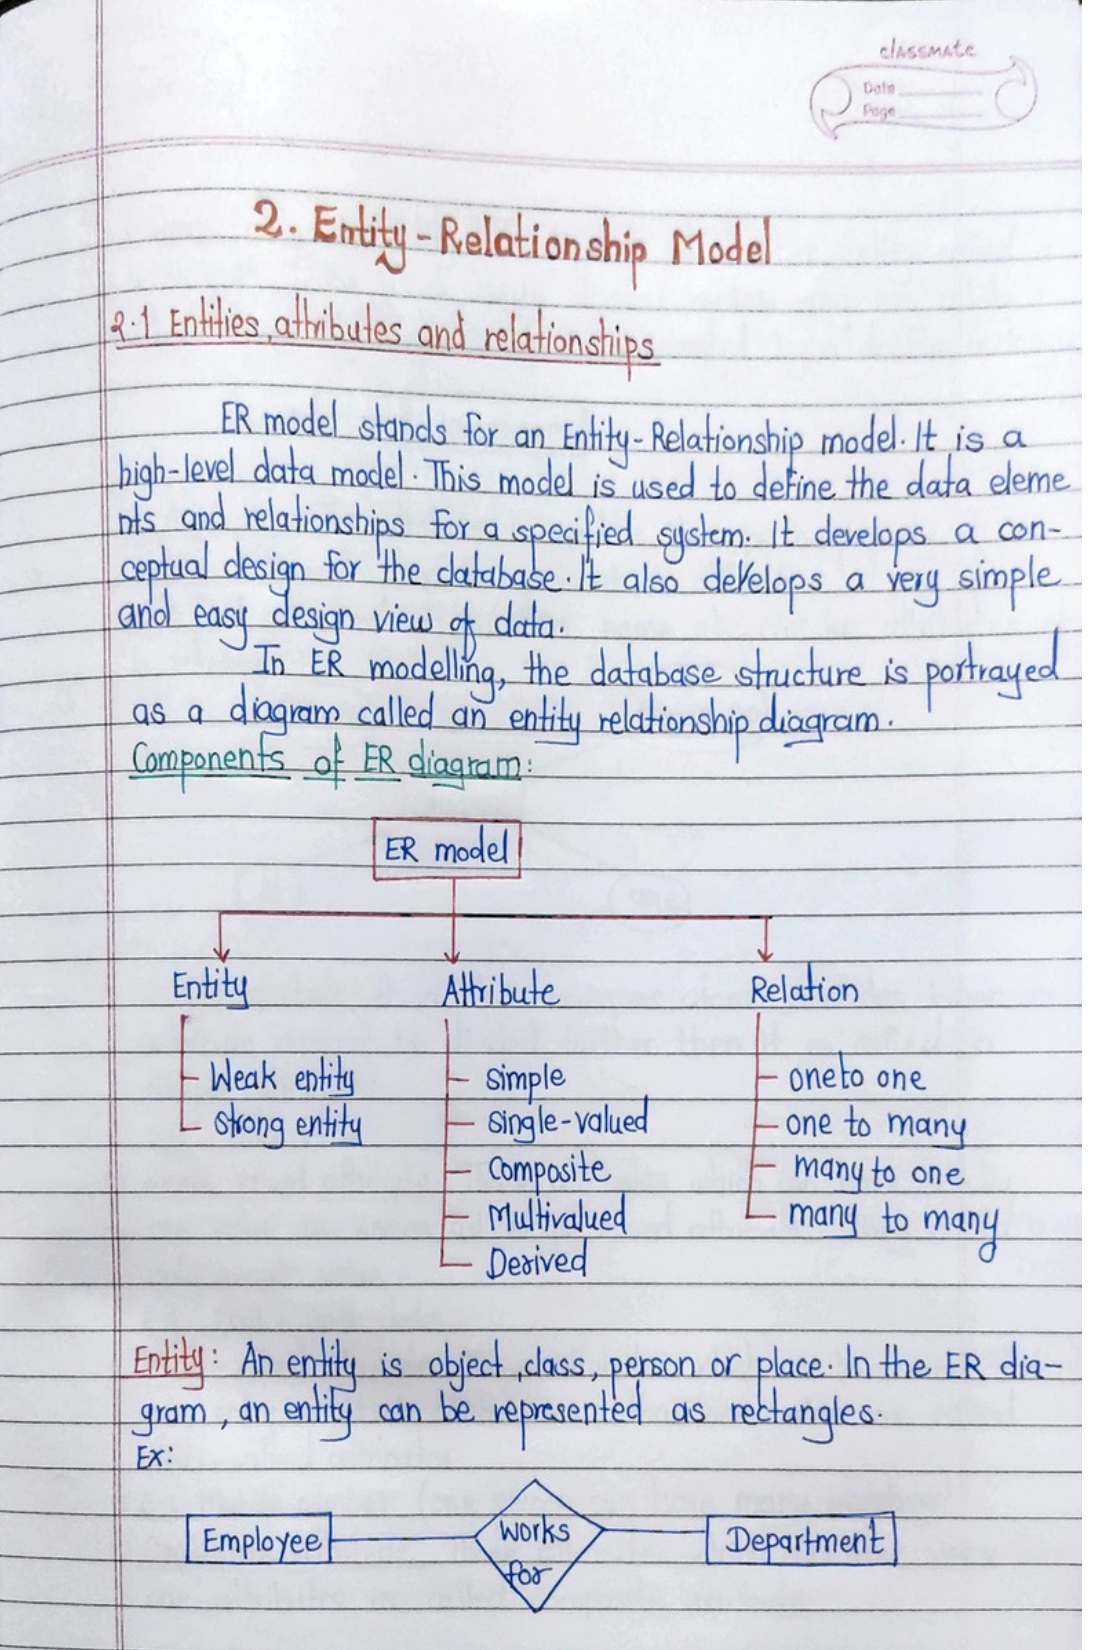 classmate
Date
Page
2. Entity-Relationship Model
2.1 Entities, attributes and relationships
ER model stands for an Entity-Relationship model. It is a
high-level data model. This model is used to define the data eleme
nts and relationships for a specified system. It develops a con-
ceptual design for the database. It also develops a very simple
and easy design view of data.
In ER modelling, the database structure is portrayed
as a diagram called an entity relationship diagram.
Components of ER diagram:
ER model
Entity Attribute Relation
Weak entity simple one to one
strong entity single-valued one to many
composite many to one
Multivalued many to many
Derived
Entity: An entity is object, class, person or place. In the ER dia-
gram, an entity can be represented as rectangles.
Ex:
Employee works for Department